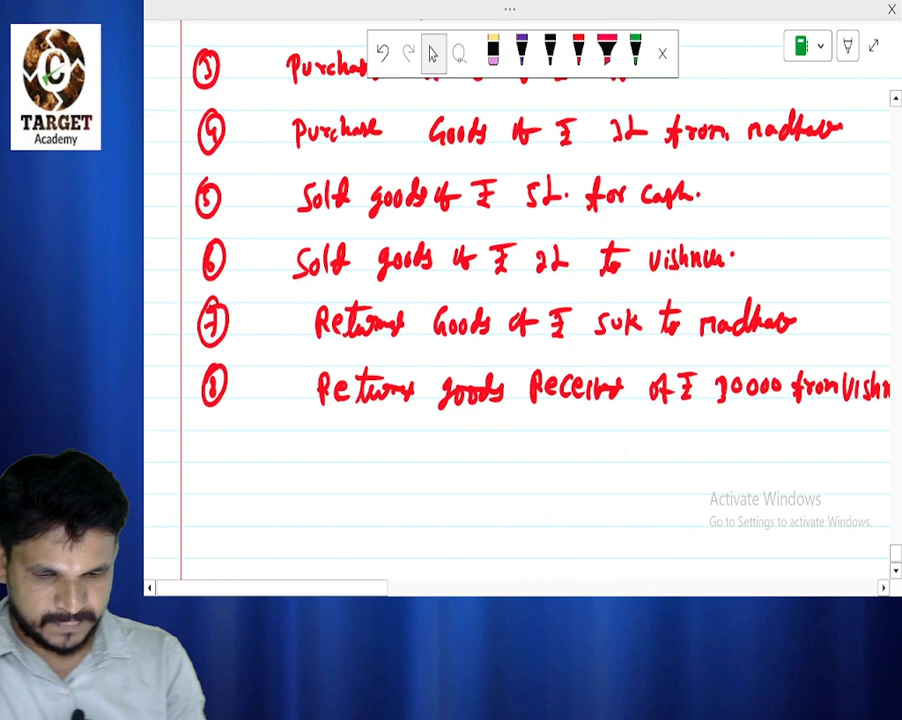 TARGET
Academy
③ Purchase
④ Purchase Goods of ₹ 2L from madhav
⑤ Sold goods of ₹ 5L. for cash.
⑥ Sold goods of ₹ 2L to vishnu.
⑦ Returns Goods of ₹ 50K to madhav
⑧ Returns goods Receive of ₹ 30000 from Vishn
Activate Windows
Go to Settings to activate Windows.